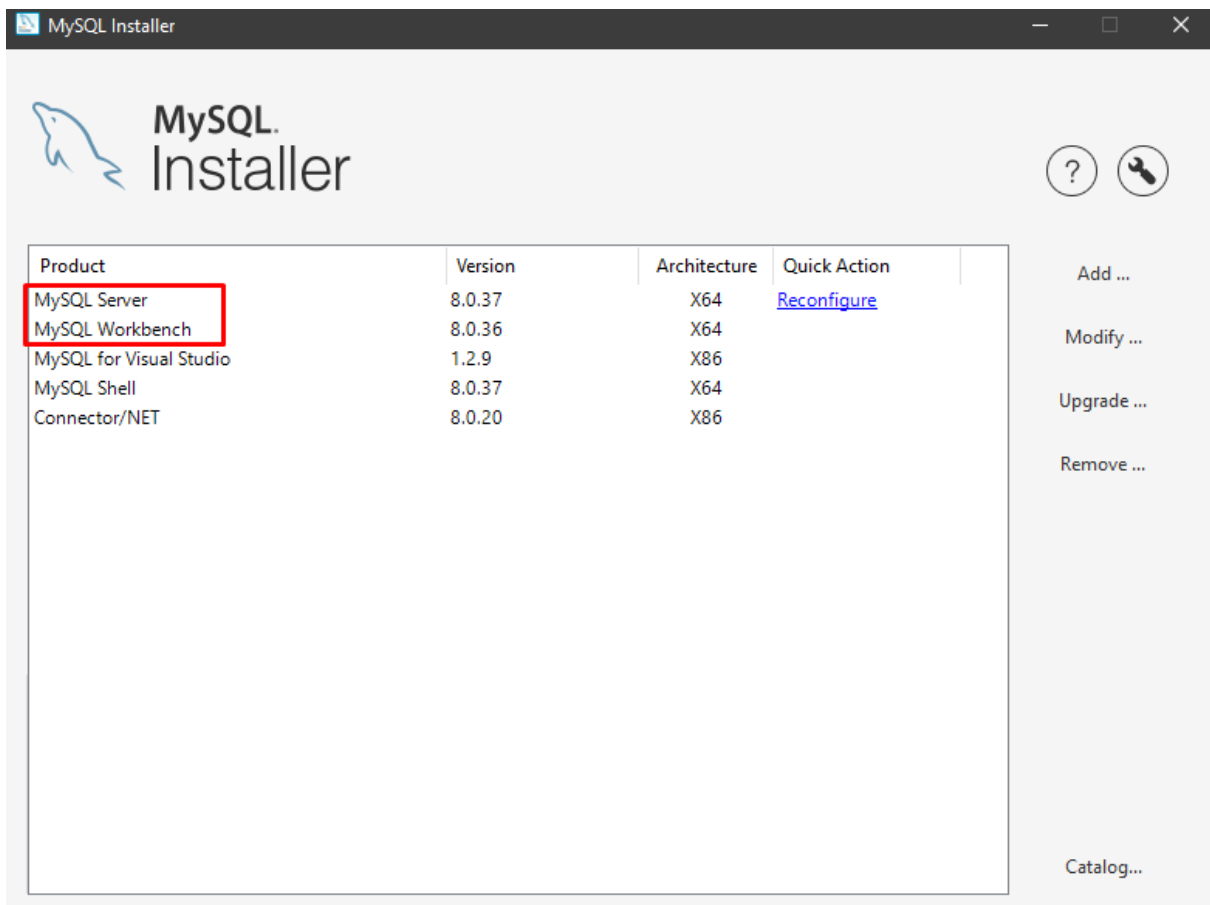 MySQL Installer
MySQL.
Installer
?
Product Version Architecture Quick Action
MySQL Server 8.0.37 X64 Reconfigure
MySQL Workbench 8.0.36 X64
MySQL for Visual Studio 1.2.9 X86
MySQL Shell 8.0.37 X64
Connector/NET 8.0.20 X86
Add ...
Modify ...
Upgrade ...
Remove ...
Catalog...